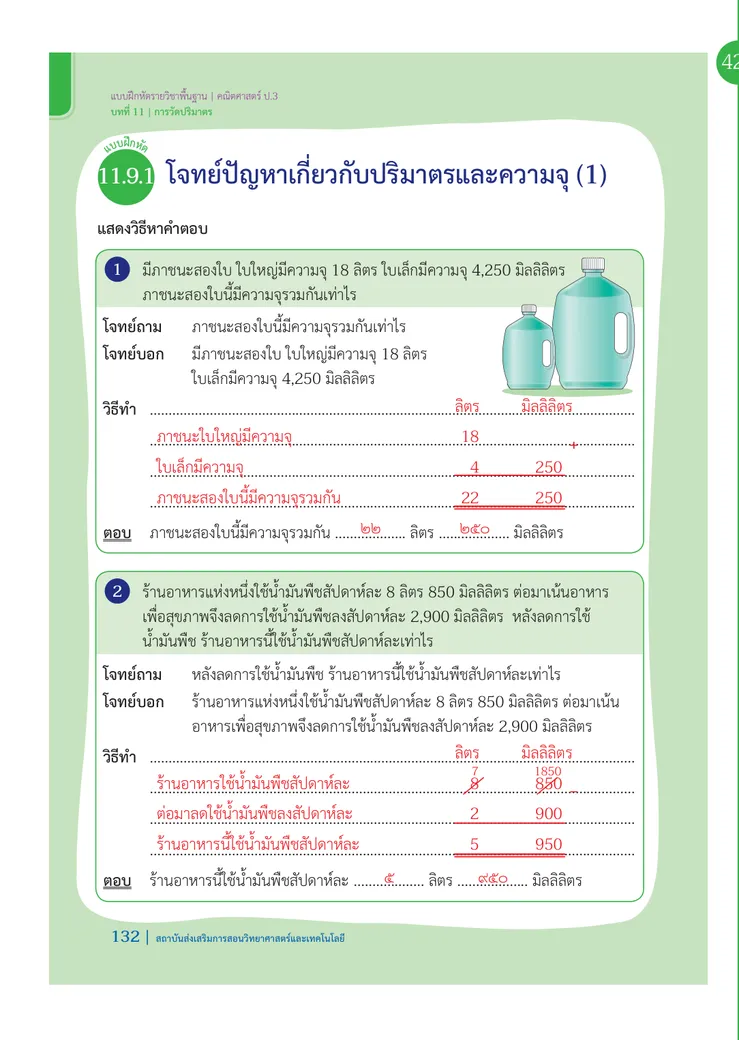 42
แบบฝึกหัดรายวิชาพื้นฐาน | คณิตศาสตร์ ป.3
บทที่ 11 | การวัดปริมาตร
แบบฝึกหัด
11.9.1 โจทย์ปัญหาเกี่ยวกับปริมาตรและความจุ (1)
แสดงวิธีหาคำตอบ
1 มีภาชนะสองใบ ใบใหญ่มีความจุ 18 ลิตร ใบเล็กมีความจุ 4,250 มิลลิลิตร
ภาชนะสองใบนี้มีความจุรวมกันเท่าไร
โจทย์ถาม ภาชนะสองใบนี้มีความจุรวมกันเท่าไร
โจทย์บอก มีภาชนะสองใบ ใบใหญ่มีความจุ 18 ลิตร
ใบเล็กมีความจุ 4,250 มิลลิลิตร
วิธีทำ ลิตร มิลลิลิตร
ภาชนะใบใหญ่มีความจุ 18 +
ใบเล็กมีความจุ 4 250
ภาชนะสองใบนี้มีความจุรวมกัน 22 250
ตอบ ภาชนะสองใบนี้มีความจุรวมกัน ๒๒ ลิตร ๒๕๐ มิลลิลิตร
2 ร้านอาหารแห่งหนึ่งใช้น้ำมันพืชสัปดาห์ละ 8 ลิตร 850 มิลลิลิตร ต่อมาเน้นอาหาร
เพื่อสุขภาพจึงลดการใช้น้ำมันพืชลงสัปดาห์ละ 2,900 มิลลิลิตร หลังลดการใช้
น้ำมันพืช ร้านอาหารนี้ใช้น้ำมันพืชสัปดาห์ละเท่าไร
โจทย์ถาม หลังลดการใช้น้ำมันพืช ร้านอาหารนี้ใช้น้ำมันพืชสัปดาห์ละเท่าไร
โจทย์บอก ร้านอาหารแห่งหนึ่งใช้น้ำมันพืชสัปดาห์ละ 8 ลิตร 850 มิลลิลิตร ต่อมาเน้น
อาหารเพื่อสุขภาพจึงลดการใช้น้ำมันพืชลงสัปดาห์ละ 2,900 มิลลิลิตร
วิธีทำ ลิตร มิลลิลิตร
7 1850
ร้านอาหารใช้น้ำมันพืชสัปดาห์ละ 8 850 -
ต่อมาลดใช้น้ำมันพืชลงสัปดาห์ละ 2 900
ร้านอาหารนี้ใช้น้ำมันพืชสัปดาห์ละ 5 950
ตอบ ร้านอาหารนี้ใช้น้ำมันพืชสัปดาห์ละ ๕ ลิตร ๙๕๐ มิลลิลิตร
132 | สถาบันส่งเสริมการสอนวิทยาศาสตร์และเทคโนโลยี